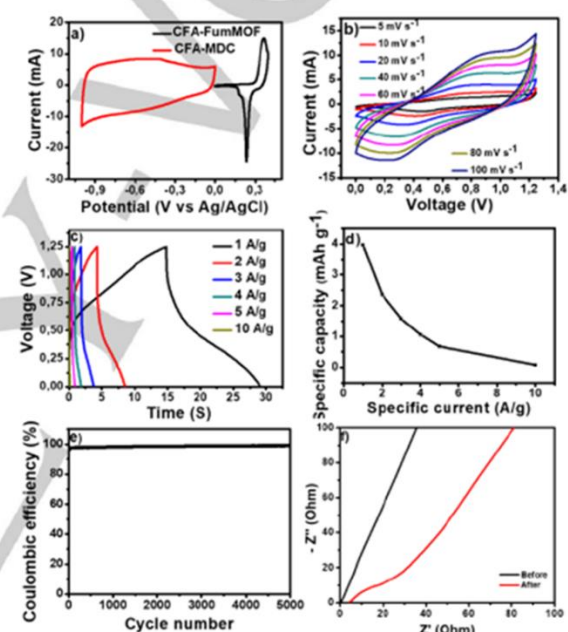 a)
CFA-FumMOF
CFA-MDC
20
10
0
-10
-20
-30
Current (mA)
-0,9
-0,6
-0,3
0,0
0,3
Potential (V vs Ag/AgCl)
b)
5 mV s⁻¹
10 mV s⁻¹
20 mV s⁻¹
40 mV s⁻¹
60 mV s⁻¹
80 mV s⁻¹
100 mV s⁻¹
15
10
5
0
-5
-10
-15
Current (mA)
0,0
0,2
0,4
0,6
0,8
1,0
1,2
1,4
Voltage (V)
c)
1 A/g
2 A/g
3 A/g
4 A/g
5 A/g
10 A/g
1,25
1,00
0,75
0,50
0,25
0,00
Voltage (V)
0
5
10
15
20
25
30
Time (S)
d)
4
3
2
1
0
Specific capacity (mAh g⁻¹)
0
2
4
6
8
10
Specific current (A/g)
e)
100
80
60
40
20
0
Coulombic efficiency (%)
0
1000
2000
3000
4000
5000
Cycle number
f)
100
80
60
40
20
0
- Z'' (Ohm)
Before
After
0
20
40
60
80
100
Z' (Ohm)